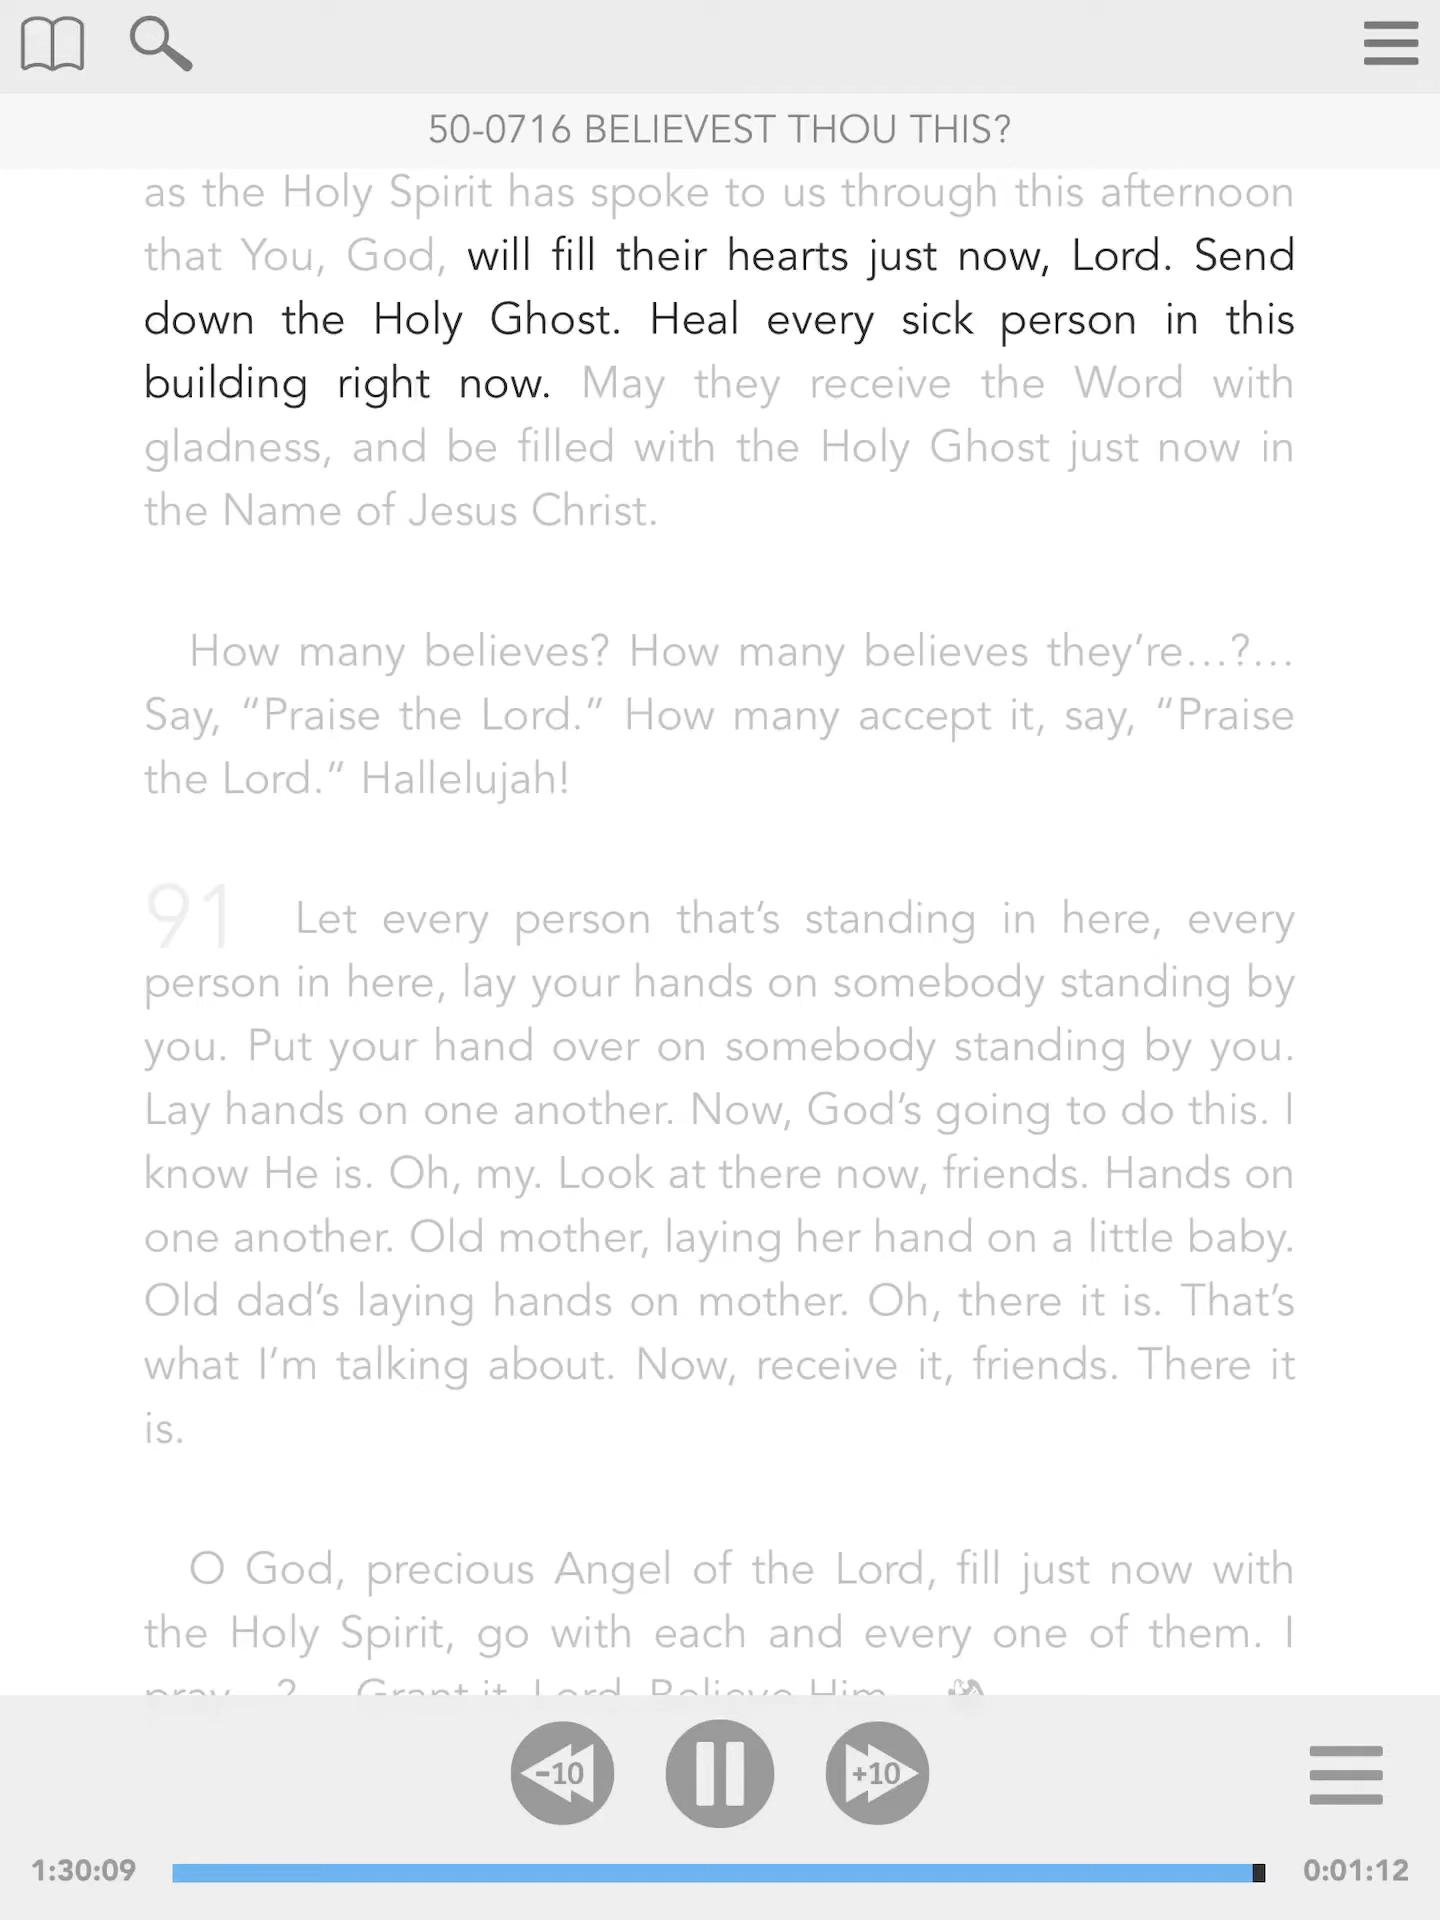 50-0716 BELIEVEST THOU THIS?
as the Holy Spirit has spoke to us through this afternoon
that You, God, will fill their hearts just now, Lord. Send
down the Holy Ghost. Heal every sick person in this
building right now. May they receive the Word with
gladness, and be filled with the Holy Ghost just now in
the Name of Jesus Christ.
How many believes? How many believes they’re...?...
Say, “Praise the Lord.” How many accept it, say, “Praise
the Lord.” Hallelujah!
91 Let every person that’s standing in here, every
person in here, lay your hands on somebody standing by
you. Put your hand over on somebody standing by you.
Lay hands on one another. Now, God’s going to do this. I
know He is. Oh, my. Look at there now, friends. Hands on
one another. Old mother, laying her hand on a little baby.
Old dad’s laying hands on mother. Oh, there it is. That’s
what I’m talking about. Now, receive it, friends. There it
is.
O God, precious Angel of the Lord, fill just now with
the Holy Spirit, go with each and every one of them. I
pray...?... Grant it, Lord. Believe Him...
-10 +10
1:30:09 0:01:12